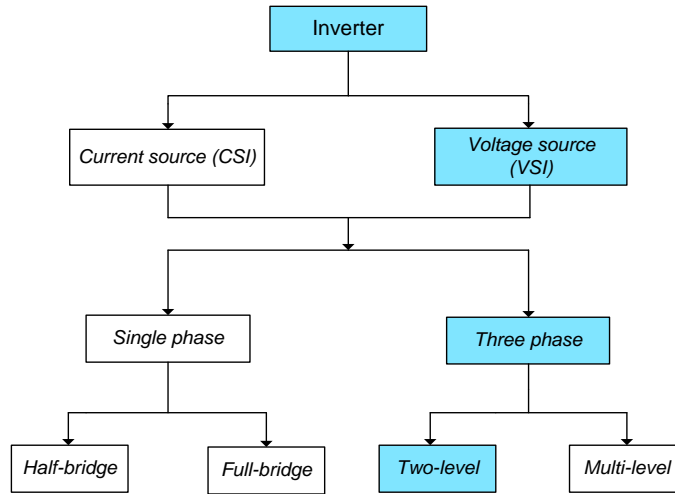 Inverter
Current source (CSI)
Voltage source
(VSI)
Single phase
Three phase
Half-bridge
Full-bridge
Two-level
Multi-level